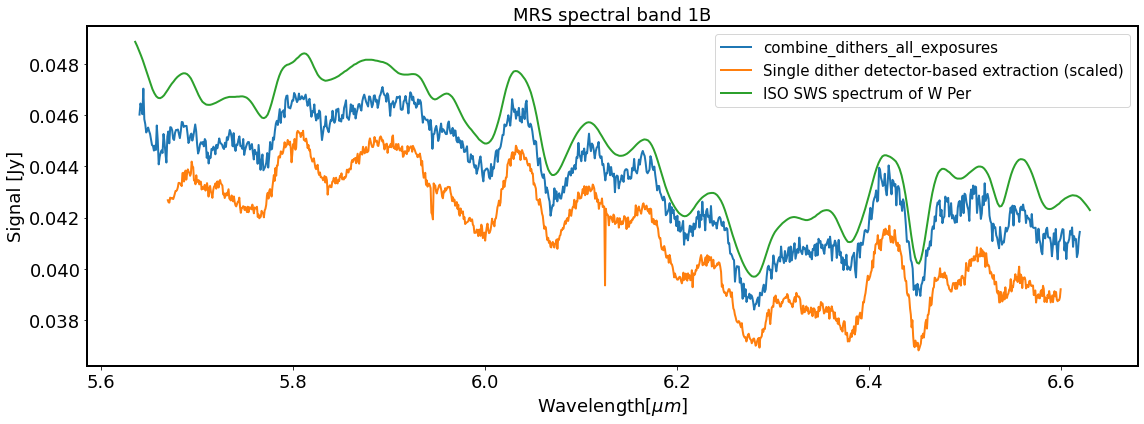 MRS spectral band 1B
combine_dithers_all_exposures
Single dither detector-based extraction (scaled)
ISO SWS spectrum of W Per
Signal [Jy]
0.048
0.046
0.044
0.042
0.040
0.038
5.6 5.8 6.0 6.2 6.4 6.6
Wavelength[μm]